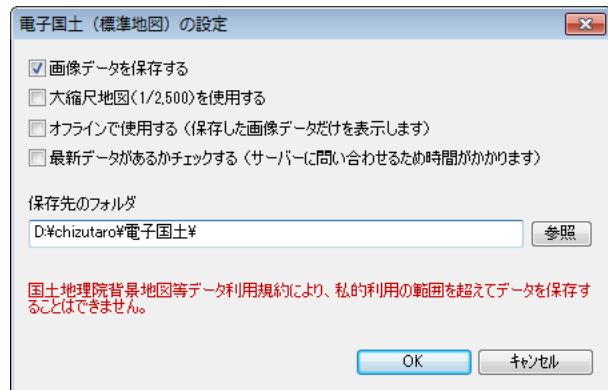 電子国土（標準地図）の設定
画像データを保存する
大縮尺地図(1/2,500)を使用する
オフラインで使用する（保存した画像データだけを表示します）
最新データがあるかチェックする（サーバーに問い合わせるため時間がかかります）
保存先のフォルダ
D:¥chizutaro¥電子国土¥
参照
国土地理院背景地図等データ利用規約により、私的利用の範囲を超えてデータを保存す
ることはできません。
OK
キャンセル